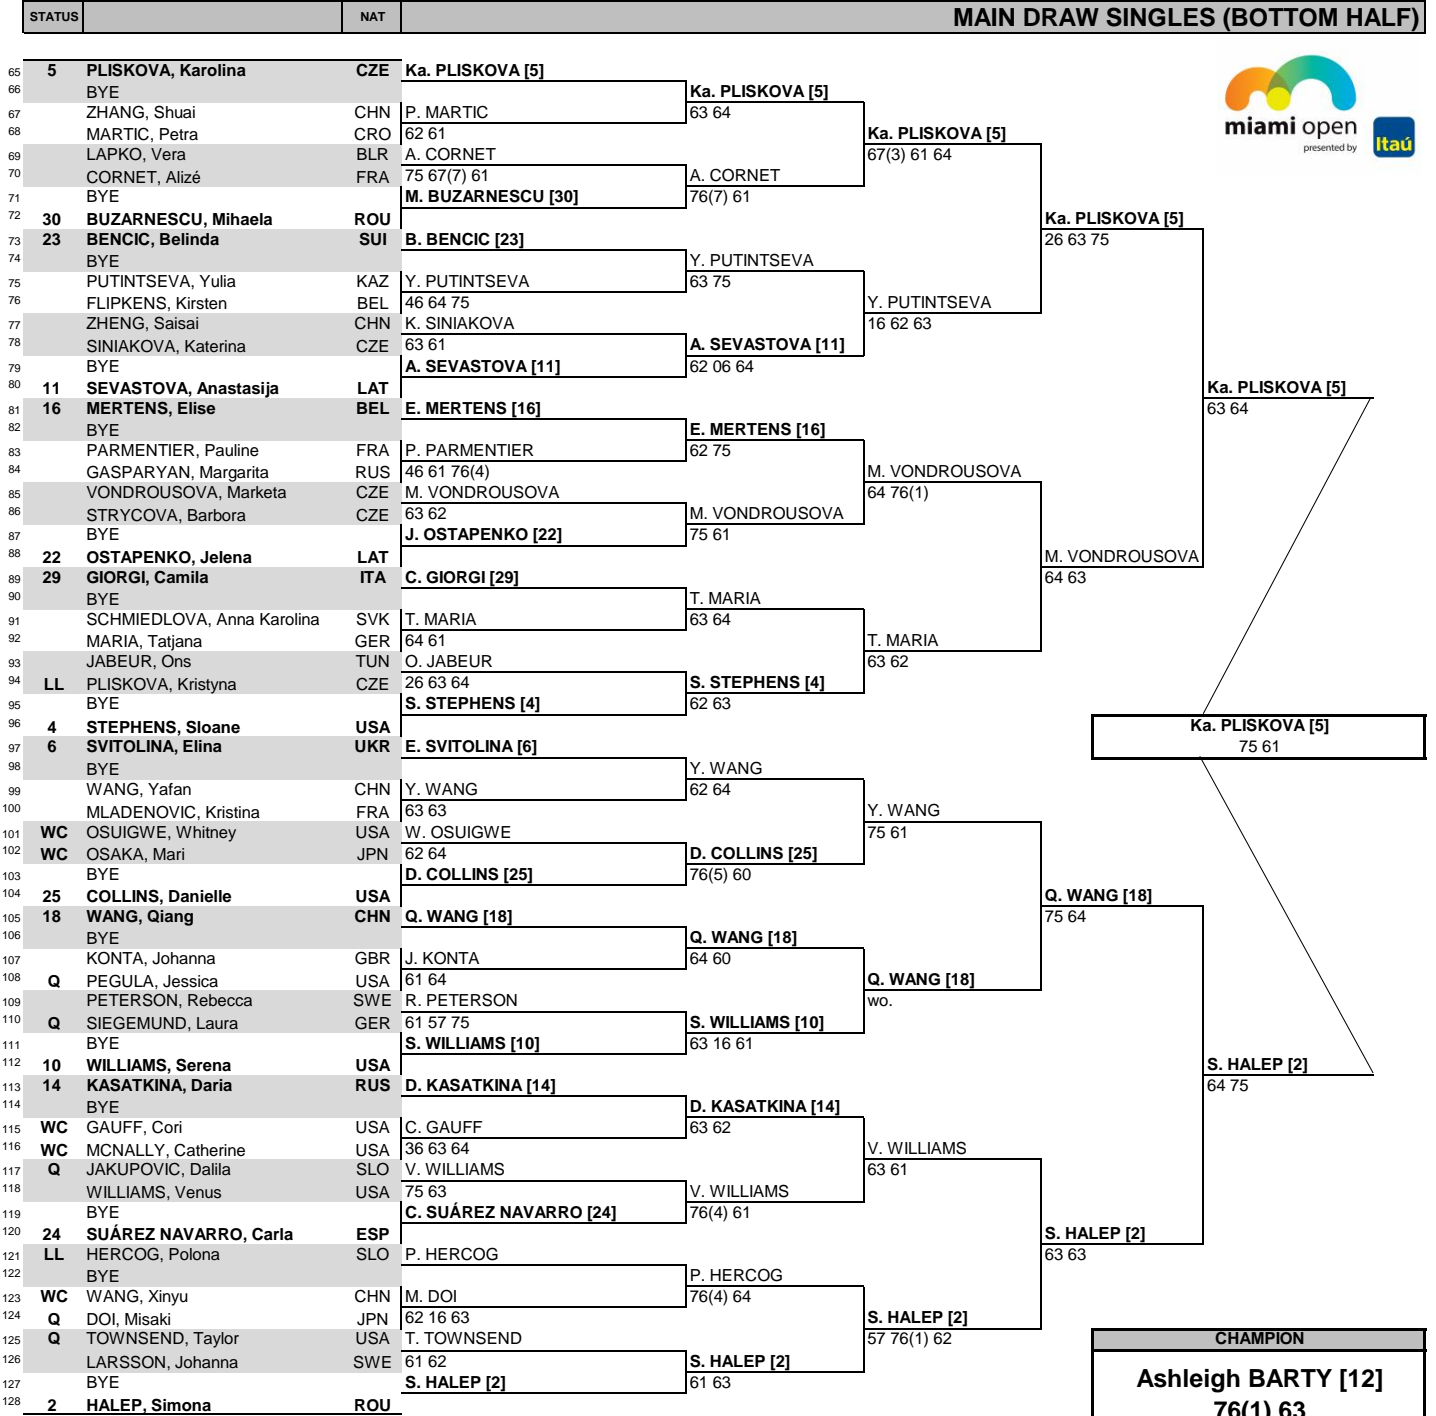 STATUS NAT MAIN DRAW SINGLES (BOTTOM HALF)
65 5 PLISKOVA, Karolina CZE Ka. PLISKOVA [5]
66 BYE Ka. PLISKOVA [5]
67 ZHANG, Shuai CHN P. MARTIC 63 64
68 MARTIC, Petra CRO 62 61 Ka. PLISKOVA [5]
69 LAPKO, Vera BLR A. CORNET 67(3) 61 64
70 CORNET, Alizé FRA 75 67(7) 61 A. CORNET
71 BYE M. BUZARNESCU [30] 76(7) 61
72 30 BUZARNESCU, Mihaela ROU Ka. PLISKOVA [5]
73 23 BENCIC, Belinda SUI B. BENCIC [23] 26 63 75
74 BYE Y. PUTINTSEVA
75 PUTINTSEVA, Yulia KAZ Y. PUTINTSEVA 63 75
76 FLIPKENS, Kirsten BEL 46 64 75 Y. PUTINTSEVA
77 ZHENG, Saisai CHN K. SINIAKOVA 16 62 63
78 SINIAKOVA, Katerina CZE 63 61 A. SEVASTOVA [11]
79 BYE A. SEVASTOVA [11] 62 06 64
80 11 SEVASTOVA, Anastasija LAT Ka. PLISKOVA [5]
81 16 MERTENS, Elise BEL E. MERTENS [16] 63 64
82 BYE E. MERTENS [16]
83 PARMENTIER, Pauline FRA P. PARMENTIER 62 75
84 GASPARYAN, Margarita RUS 46 61 76(4) M. VONDROUSOVA
85 VONDROUSOVA, Marketa CZE M. VONDROUSOVA 64 76(1)
86 STRYCOVA, Barbora CZE 63 62 M. VONDROUSOVA
87 BYE J. OSTAPENKO [22] 75 61
88 22 OSTAPENKO, Jelena LAT M. VONDROUSOVA
89 29 GIORGI, Camila ITA C. GIORGI [29] 64 63
90 BYE T. MARIA
91 SCHMIEDLOVA, Anna Karolina SVK T. MARIA 63 64
92 MARIA, Tatjana GER 64 61 T. MARIA
93 JABEUR, Ons TUN O. JABEUR 63 62
94 LL PLISKOVA, Kristyna CZE 26 63 64 S. STEPHENS [4]
95 BYE S. STEPHENS [4] 62 63
96 4 STEPHENS, Sloane USA Ka. PLISKOVA [5]
97 6 SVITOLINA, Elina UKR E. SVITOLINA [6] 75 61
98 BYE Y. WANG
99 WANG, Yafan CHN Y. WANG 62 64
100 MLADENOVIC, Kristina FRA 63 63 Y. WANG
101 WC OSUIGWE, Whitney USA W. OSUIGWE 75 61
102 WC OSAKA, Mari JPN 62 64 D. COLLINS [25]
103 BYE D. COLLINS [25] 76(5) 60
104 25 COLLINS, Danielle USA Q. WANG [18]
105 18 WANG, Qiang CHN Q. WANG [18] 75 64
106 BYE Q. WANG [18]
107 KONTA, Johanna GBR J. KONTA 64 60
108 Q PEGULA, Jessica USA 61 64 Q. WANG [18]
109 PETERSON, Rebecca SWE R. PETERSON wo.
110 Q SIEGEMUND, Laura GER 61 57 75 S. WILLIAMS [10]
111 BYE S. WILLIAMS [10] 63 16 61
112 10 WILLIAMS, Serena USA S. HALEP [2]
113 14 KASATKINA, Daria RUS D. KASATKINA [14] 64 75
114 BYE D. KASATKINA [14]
115 WC GAUFF, Cori USA C. GAUFF 63 62
116 WC MCNALLY, Catherine USA 36 63 64 V. WILLIAMS
117 Q JAKUPOVIC, Dalila SLO V. WILLIAMS 63 61
118 WILLIAMS, Venus USA 75 63 V. WILLIAMS
119 BYE C. SUÁREZ NAVARRO [24] 76(4) 61
120 24 SUÁREZ NAVARRO, Carla ESP S. HALEP [2]
121 LL HERCOG, Polona SLO P. HERCOG 63 63
122 BYE P. HERCOG
123 WC WANG, Xinyu CHN M. DOI 76(4) 64
124 Q DOI, Misaki JPN 62 16 63 S. HALEP [2]
125 Q TOWNSEND, Taylor USA T. TOWNSEND 57 76(1) 62 CHAMPION
126 LARSSON, Johanna SWE 61 62 S. HALEP [2]
127 BYE S. HALEP [2] 61 63 Ashleigh BARTY [12]
128 2 HALEP, Simona ROU 76(1) 63
miami open
presented by Itaú